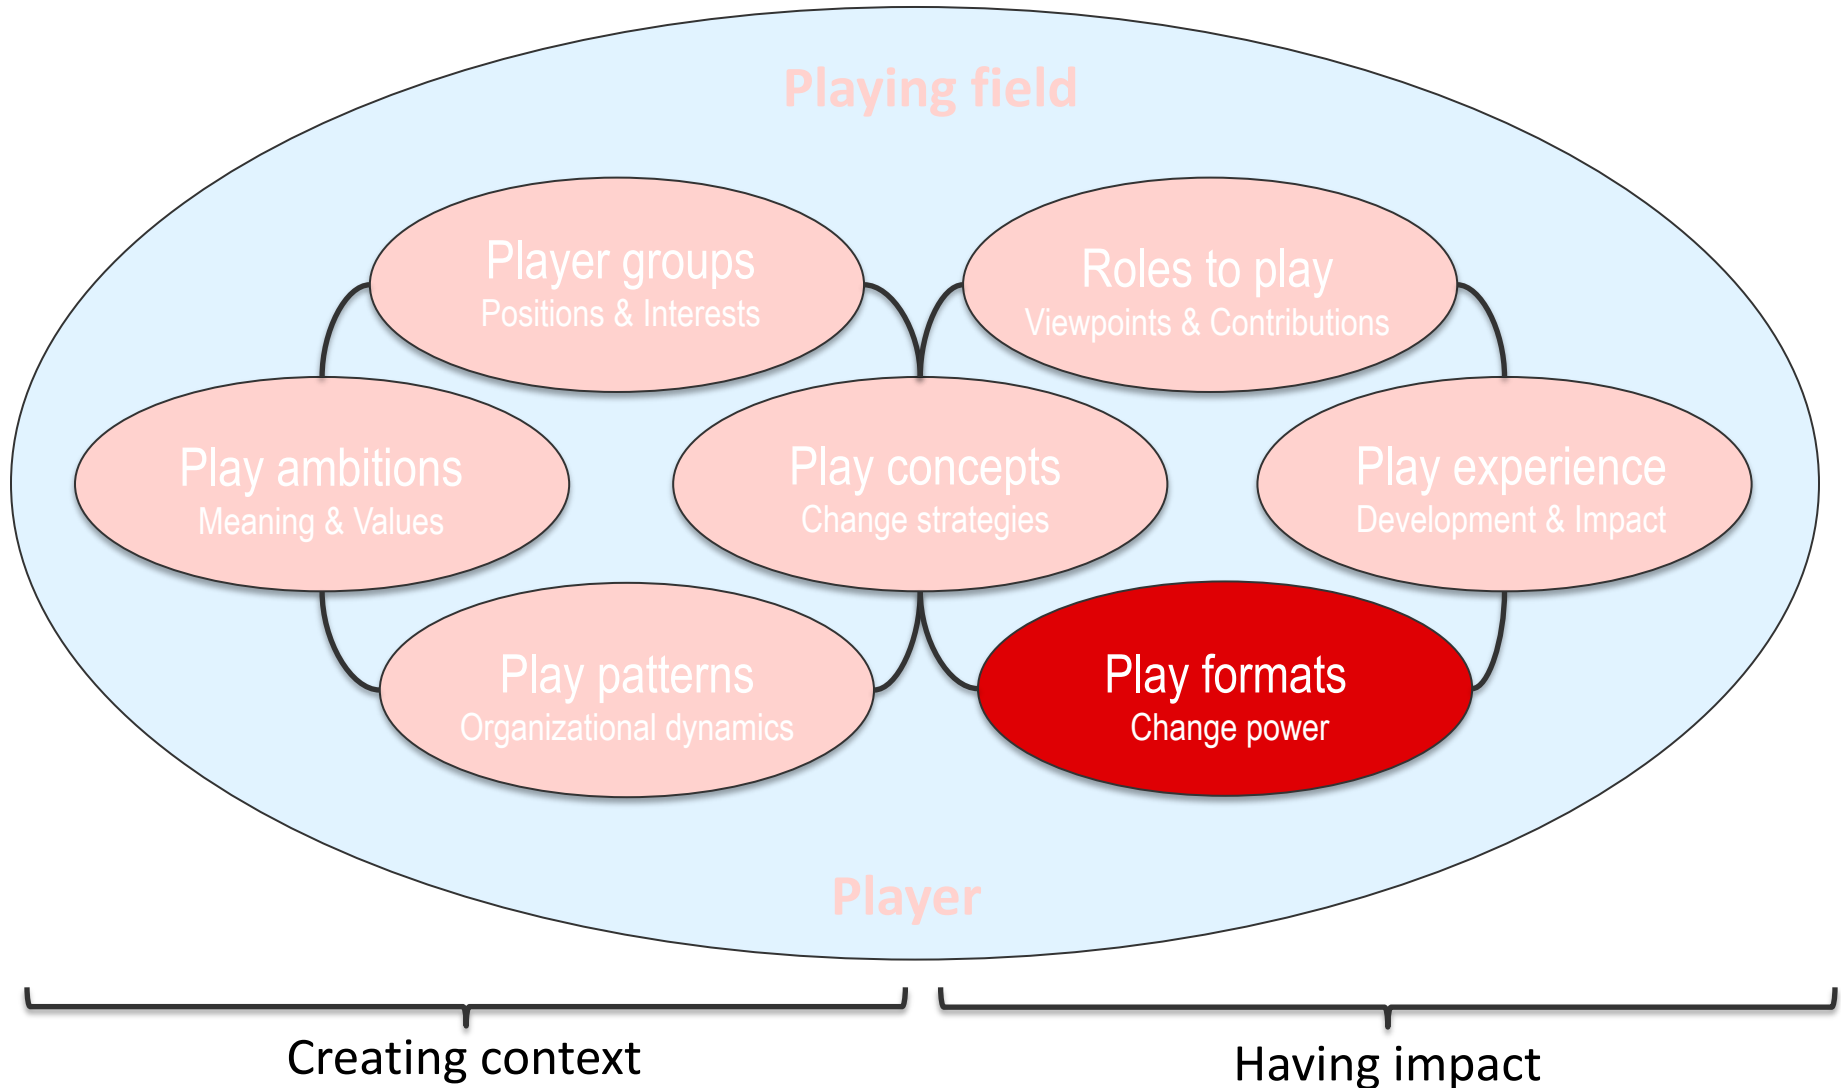 Playing field
Player groups
Positions & Interests
Roles to play
Viewpoints & Contributions
Play ambitions
Meaning & Values
Play concepts
Change strategies
Play experience
Development & Impact
Play patterns
Organizational dynamics
Play formats
Change power
Player
Creating context
Having impact